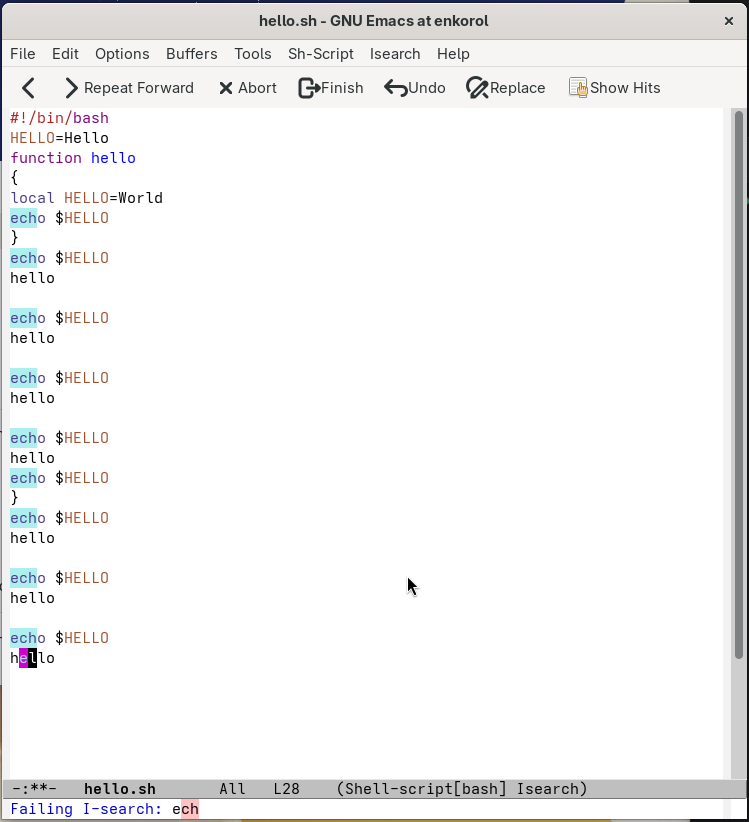 hello.sh - GNU Emacs at enkorol ×
File Edit Options Buffers Tools Sh-Script Isearch Help
Repeat Forward Abort Finish Undo Replace Show Hits
#!/bin/bash
HELLO=Hello
function hello
{
local HELLO=World
echo $HELLO
}
echo $HELLO
hello
echo $HELLO
hello
echo $HELLO
hello
echo $HELLO
hello
echo $HELLO
}
echo $HELLO
hello
echo $HELLO
hello
echo $HELLO
hello
-:**- hello.sh All L28 (Shell-script[bash] Isearch)
Failing I-search: ech